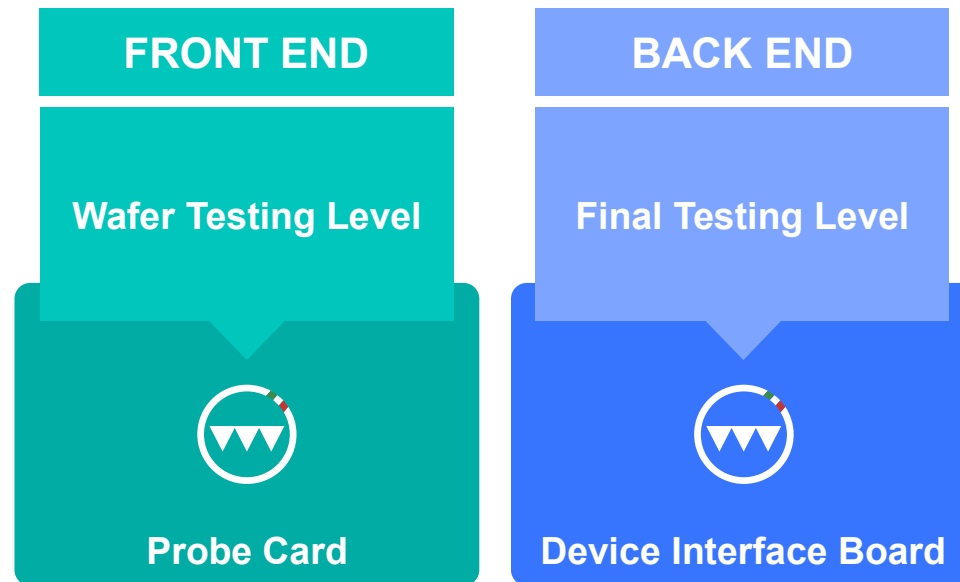 FRONT END
Wafer Testing Level
Probe Card
BACK END
Final Testing Level
Device Interface Board